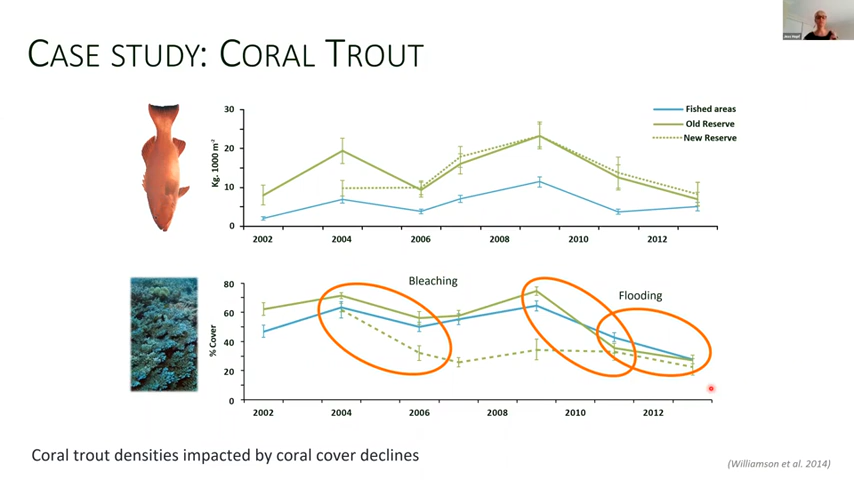 CASE STUDY: CORAL TROUT
30
20
10
0
Kg. 1000 m⁻²
2002 2004 2006 2008 2010 2012
Fished areas
Old Reserve
New Reserve
80
60
40
20
0
% Cover
2002 2004 2006 2008 2010 2012
Bleaching
Flooding
Coral trout densities impacted by coral cover declines
(Williamson et al. 2014)